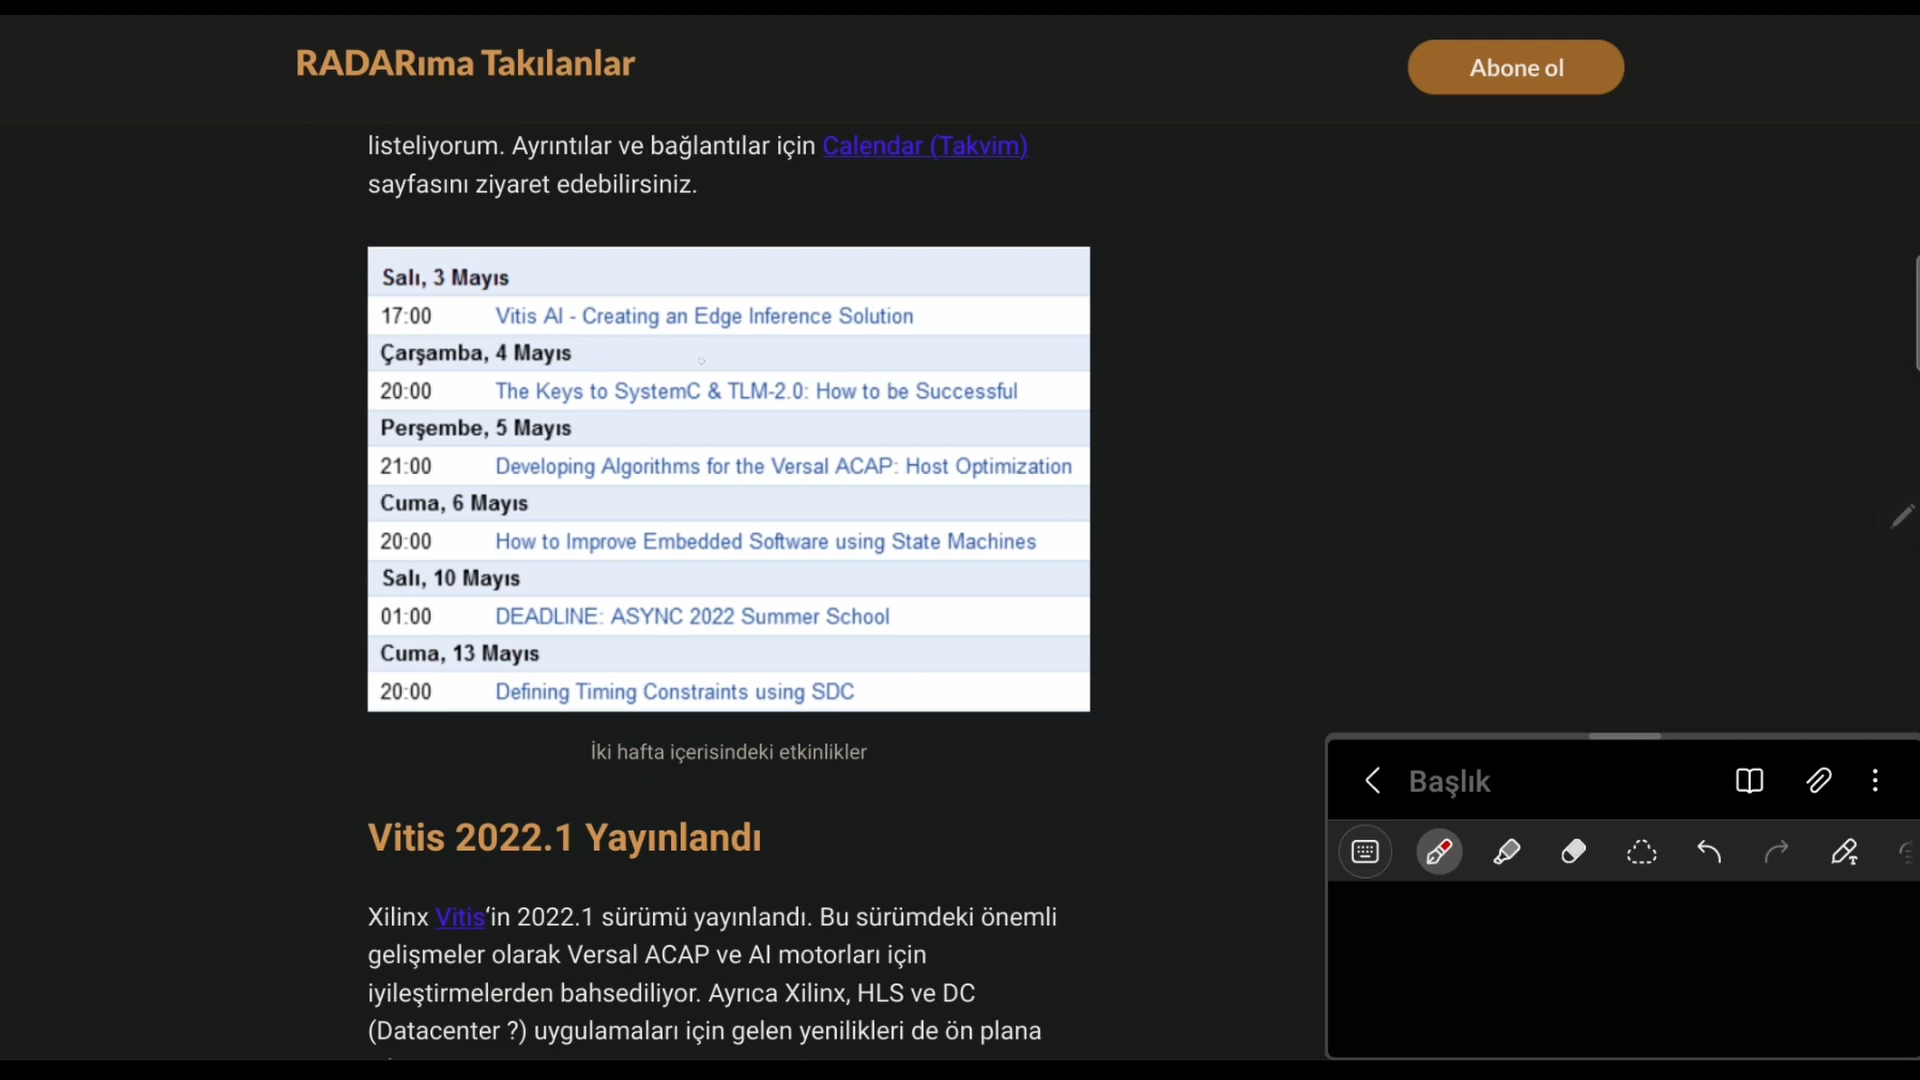 RADARıma Takılanlar
Abone ol
listeliyorum. Ayrıntılar ve bağlantılar için Calendar (Takvim)
sayfasını ziyaret edebilirsiniz.
Salı, 3 Mayıs
17:00 Vitis AI - Creating an Edge Inference Solution
Çarşamba, 4 Mayıs
20:00 The Keys to SystemC & TLM-2.0: How to be Successful
Perşembe, 5 Mayıs
21:00 Developing Algorithms for the Versal ACAP: Host Optimization
Cuma, 6 Mayıs
20:00 How to Improve Embedded Software using State Machines
Salı, 10 Mayıs
01:00 DEADLINE: ASYNC 2022 Summer School
Cuma, 13 Mayıs
20:00 Defining Timing Constraints using SDC
İki hafta içerisindeki etkinlikler
Vitis 2022.1 Yayınlandı
Xilinx Vitis‘in 2022.1 sürümü yayınlandı. Bu sürümdeki önemli
gelişmeler olarak Versal ACAP ve AI motorları için
iyileştirmelerden bahsediliyor. Ayrıca Xilinx, HLS ve DC
(Datacenter ?) uygulamaları için gelen yenilikleri de ön plana
Başlık